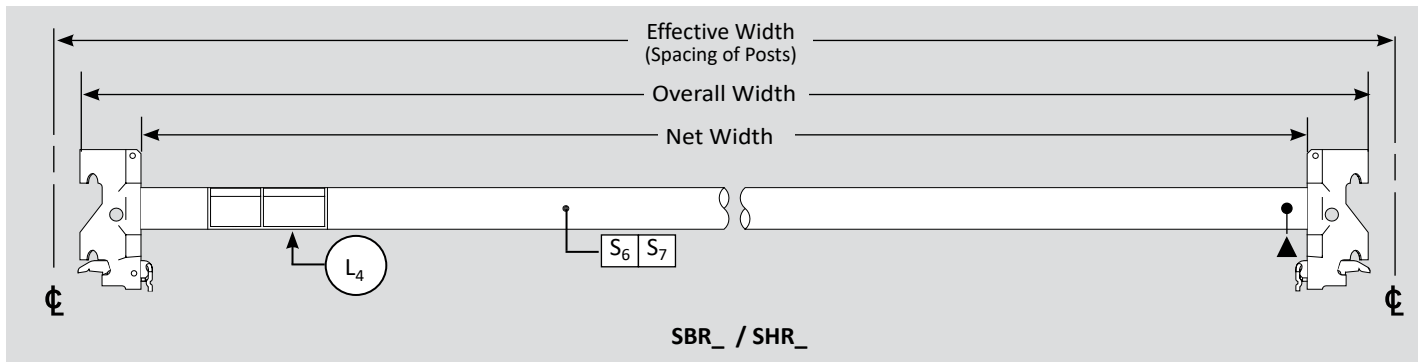 Effective Width
(Spacing of Posts)
Overall Width
Net Width
L4
S6 S7
℄ ℄
SBR_ / SHR_